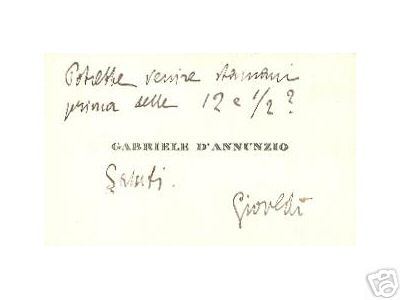 Potrebbe venire stamani
prima delle 12 e 1/2?
GABRIELE D'ANNUNZIO
Saluti.
Giovedì